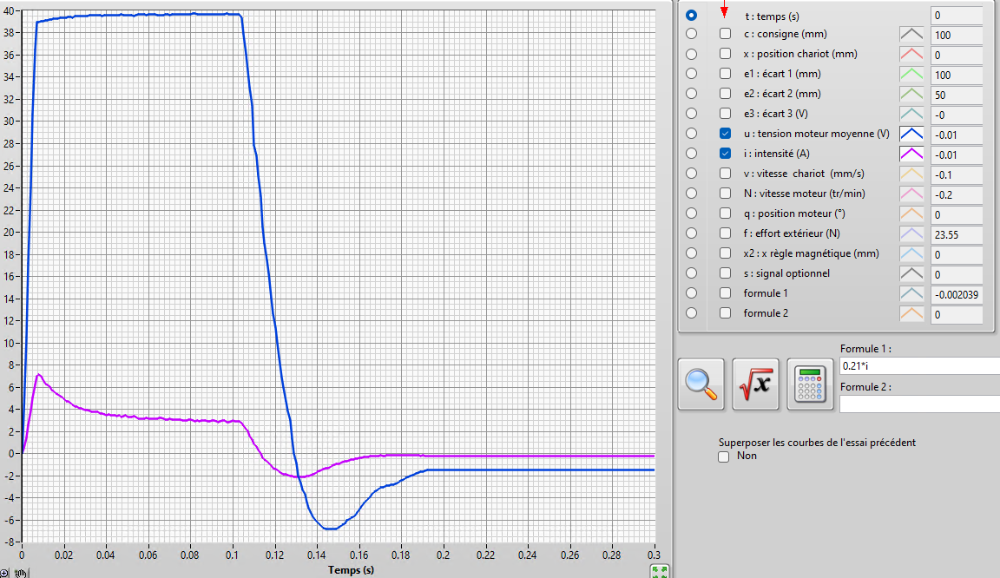 40
38
36
34
32
30
28
26
24
22
20
18
16
14
12
10
8
6
4
2
0
-2
-4
-6
-8
0 0.02 0.04 0.06 0.08 0.1 0.12 0.14 0.16 0.18 0.2 0.22 0.24 0.26 0.28 0.3
Temps (s)
t : temps (s) 0
c : consigne (mm) 100
x : position chariot (mm) 0
e1 : écart 1 (mm) 100
e2 : écart 2 (mm) 50
e3 : écart 3 (V) -0
u : tension moteur moyenne (V) -0.01
i : intensité (A) -0.01
v : vitesse chariot (mm/s) -0.1
N : vitesse moteur (tr/min) -0.2
q : position moteur (°) 0
f : effort extérieur (N) 23.55
x2 : x règle magnétique (mm) 0
s : signal optionnel 0
formule 1 -0.002039
formule 2 0
Formule 1 :
0.21*i
Formule 2 :
x
Superposer les courbes de l'essai précédent
Non